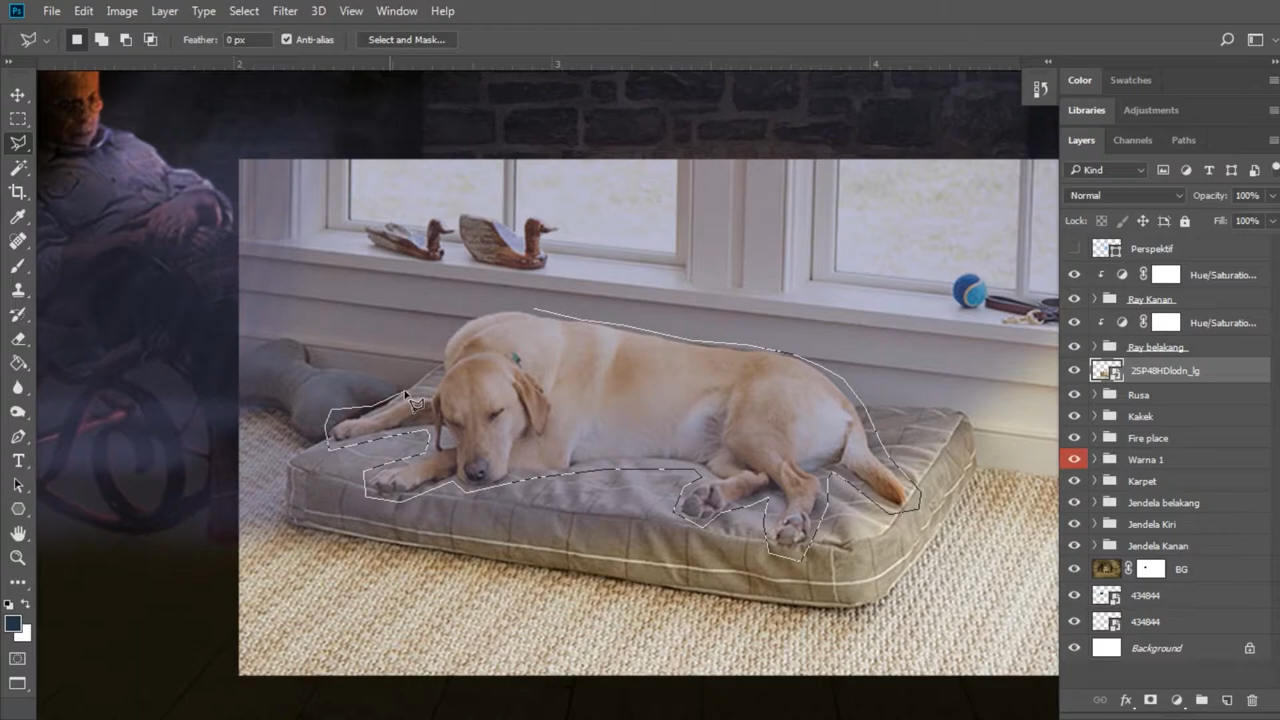 Ps File Edit Image Layer Type Select Filter 3D View Window Help
Feather: 0 px Anti-alias Select and Mask...
2 3 4
Color Swatches
Libraries Adjustments
Layers Channels Paths
Kind
Normal Opacity: 100%
Lock: Fill: 100%
Perspektif
Hue/Saturatio...
Ray Kanan
Hue/Saturatio...
Ray belakang
2SP48HDlodn_lg
Rusa
Kakek
Fire place
Warna 1
Karpet
Jendela belakang
Jendela Kiri
Jendela Kanan
BG
434844
434844
Background
fx